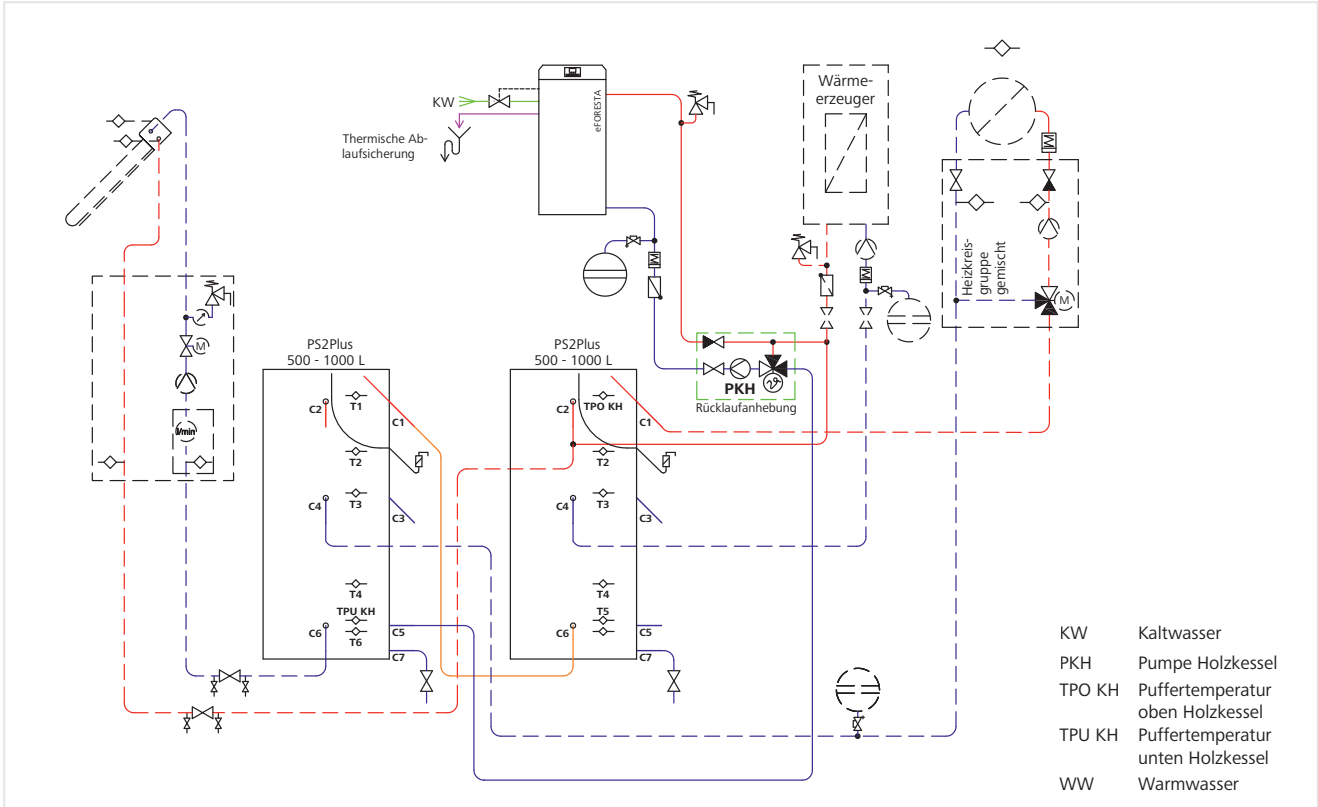 KW
Thermische Ab-
laufsicherung
eFORESTA
Wärme-
erzeuger
Heizkreis-
gruppe
gemischt
M
M
l/min
PKH
Rücklaufanhebung
PS2Plus
500 - 1000 L
C2
T1
C1
T2
C4
T3
C3
T4
TPU KH
C6
T6
C5
C7
PS2Plus
500 - 1000 L
C2
TPO KH
C1
T2
C4
T3
C3
T4
T5
C6
C5
C7
KW Kaltwasser
PKH Pumpe Holzkessel
TPO KH Puffertemperatur
oben Holzkessel
TPU KH Puffertemperatur
unten Holzkessel
WW Warmwasser